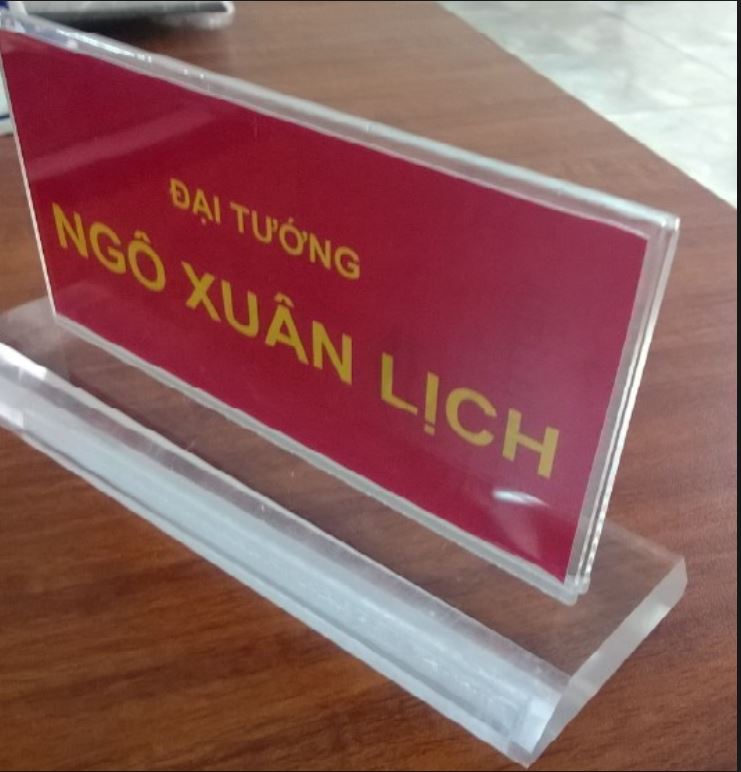 ĐẠI TƯỚNG
NGÔ XUÂN LỊCH